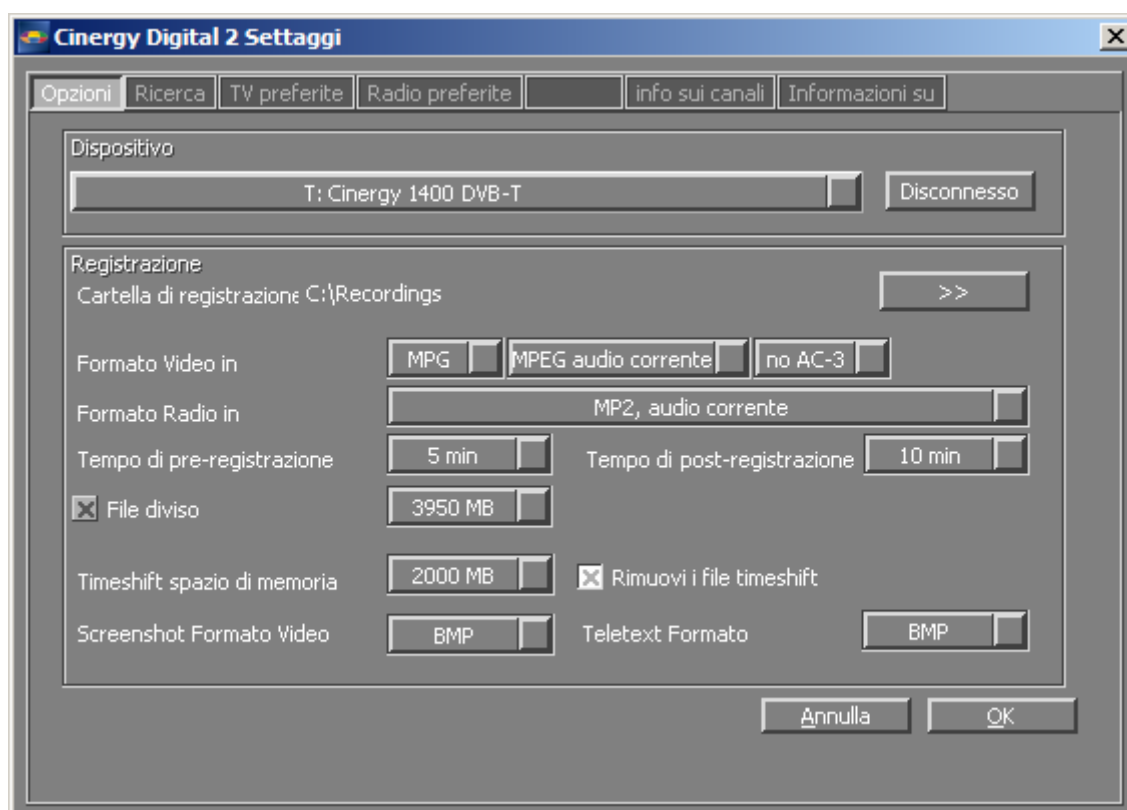 Cinergy Digital 2 Settaggi
Opzioni Ricerca TV preferite Radio preferite info sui canali Informazioni su
Dispositivo
T: Cinergy 1400 DVB-T Disconnesso
Registrazione
Cartella di registrazione C:\Recordings >>
Formato Video in MPG MPEG audio corrente no AC-3
Formato Radio in MP2, audio corrente
Tempo di pre-registrazione 5 min Tempo di post-registrazione 10 min
File diviso 3950 MB
Timeshift spazio di memoria 2000 MB Rimuovi i file timeshift
Screenshot Formato Video BMP Teletext Formato BMP
Annulla OK